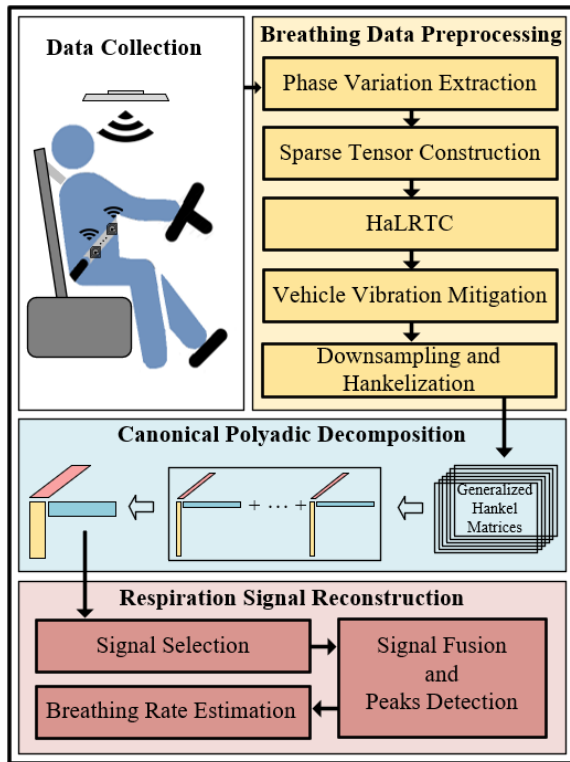 Data Collection
Breathing Data Preprocessing
Phase Variation Extraction
Sparse Tensor Construction
HaLRTC
Vehicle Vibration Mitigation
Downsampling and
Hankelization
Canonical Polyadic Decomposition
+ ··· +
Generalized
Hankel
Matrices
Respiration Signal Reconstruction
Signal Selection
Signal Fusion
and
Peaks Detection
Breathing Rate Estimation